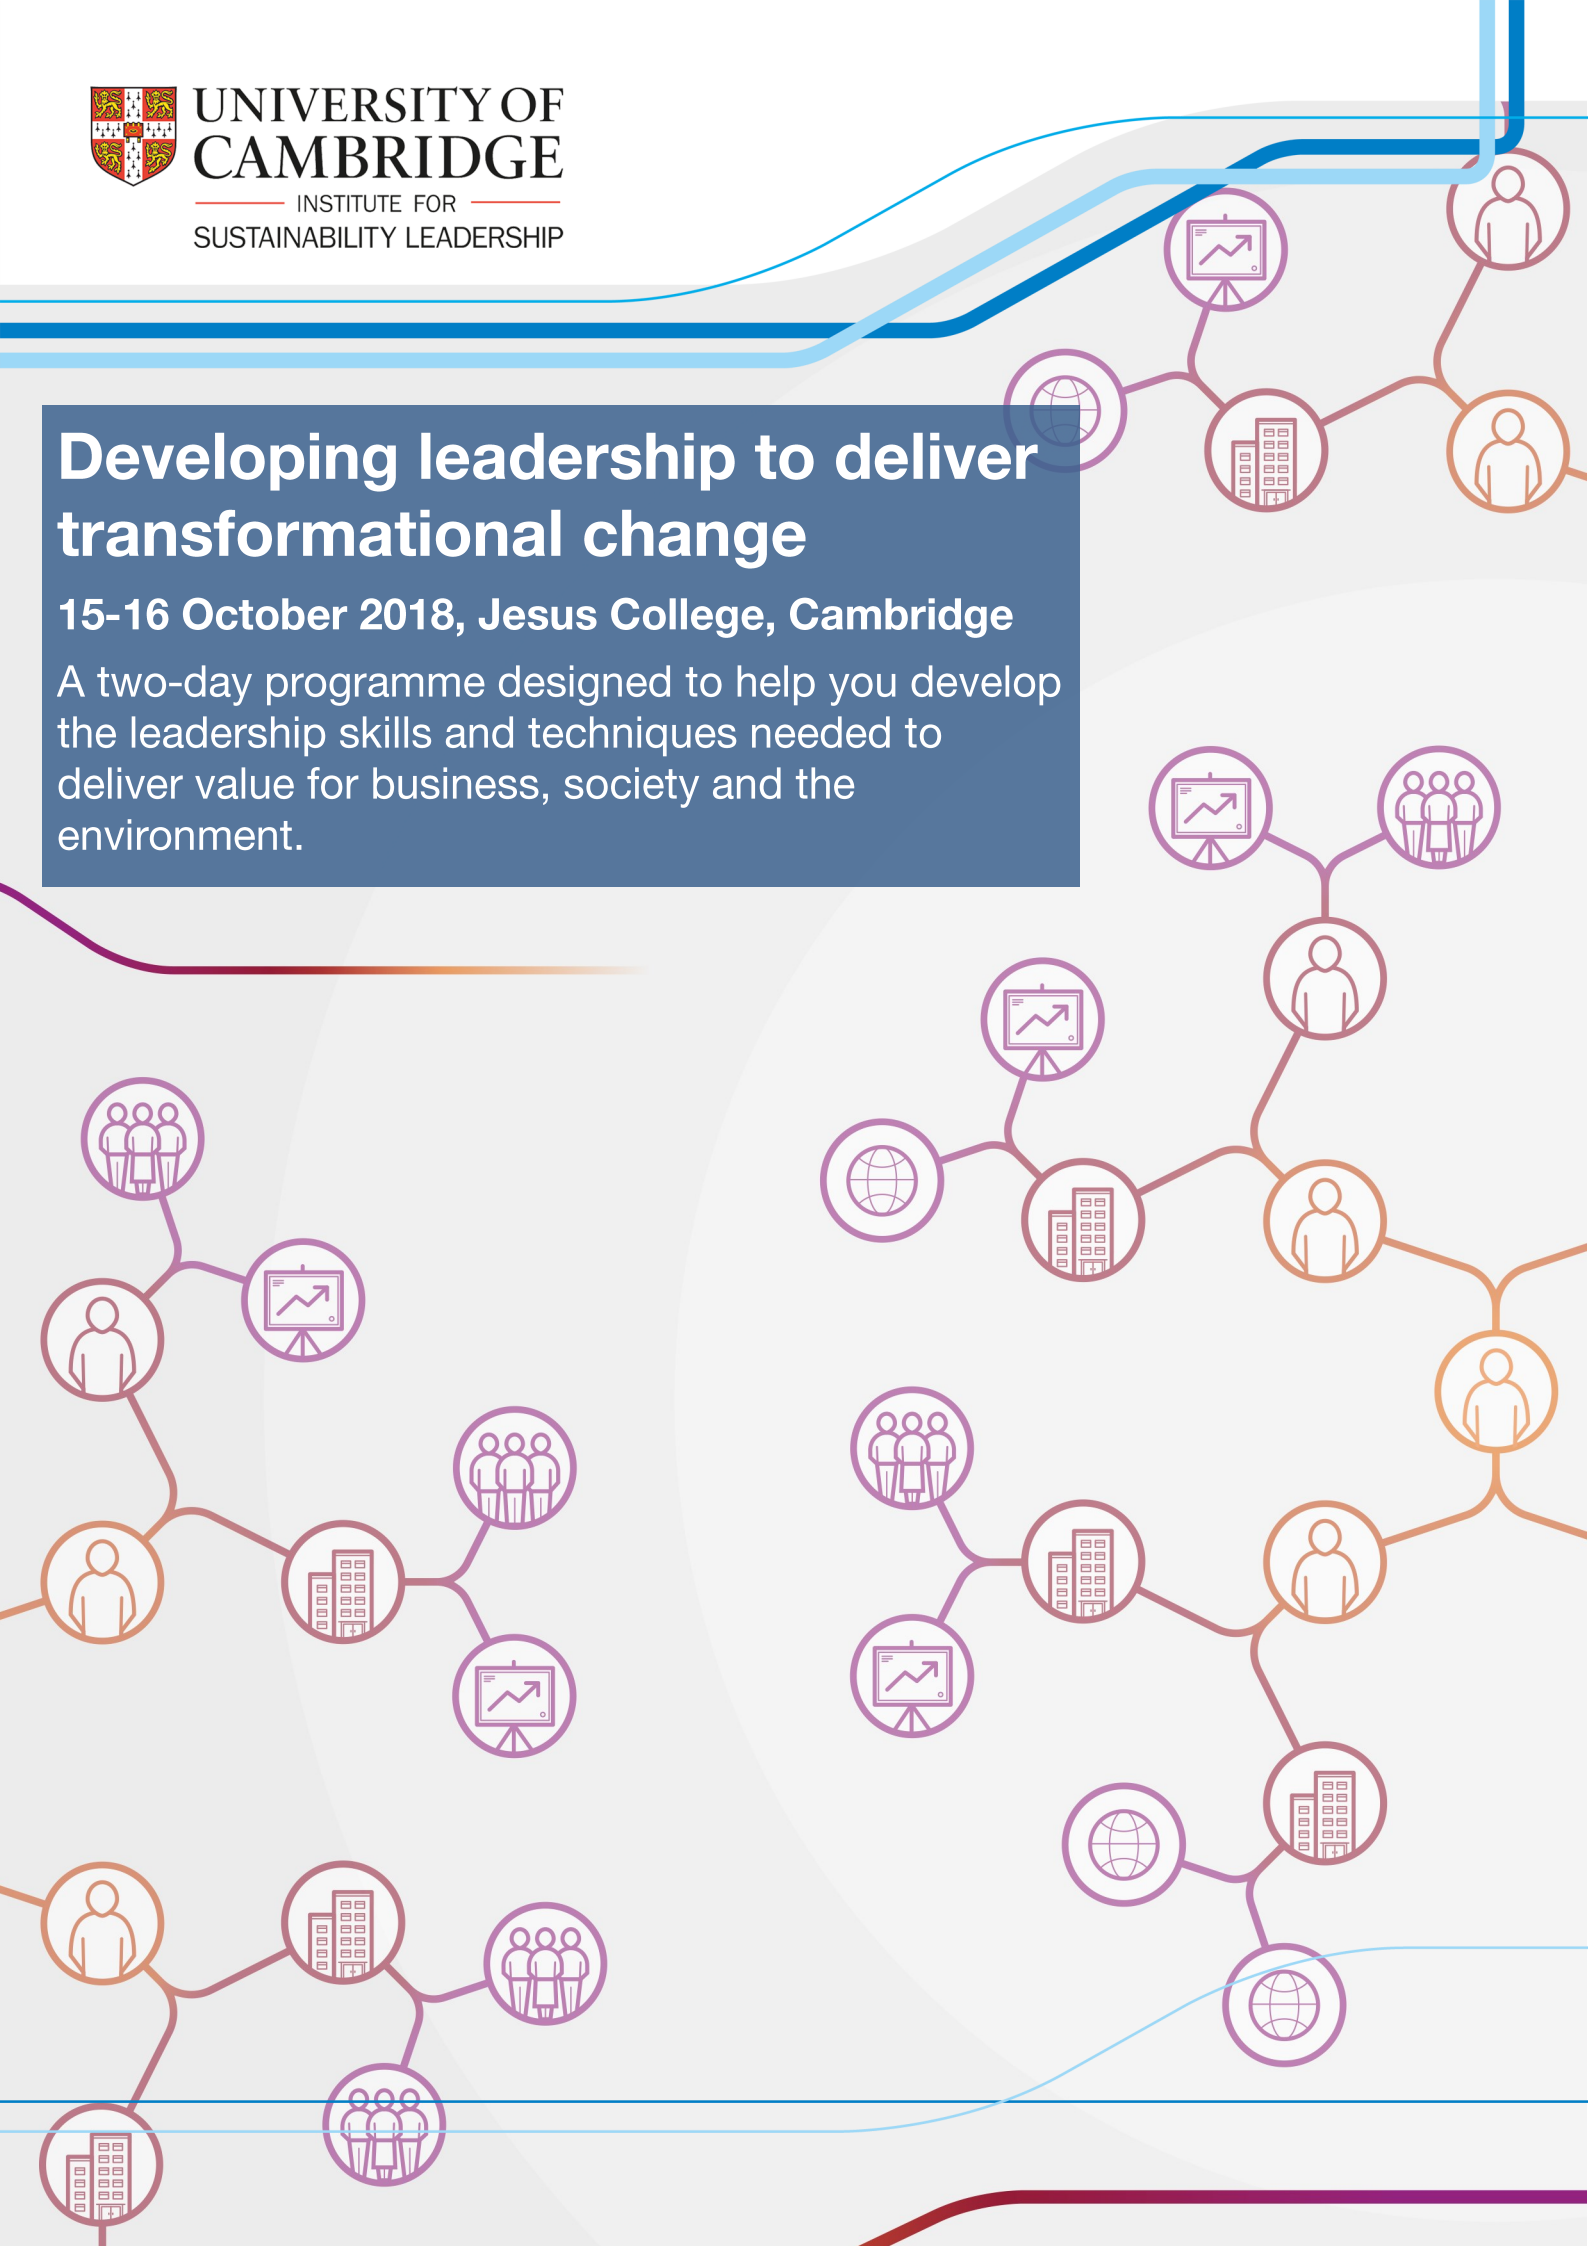 UNIVERSITY OF
CAMBRIDGE
INSTITUTE FOR
SUSTAINABILITY LEADERSHIP
Developing leadership to deliver
transformational change
15-16 October 2018, Jesus College, Cambridge
A two-day programme designed to help you develop
the leadership skills and techniques needed to
deliver value for business, society and the
environment.